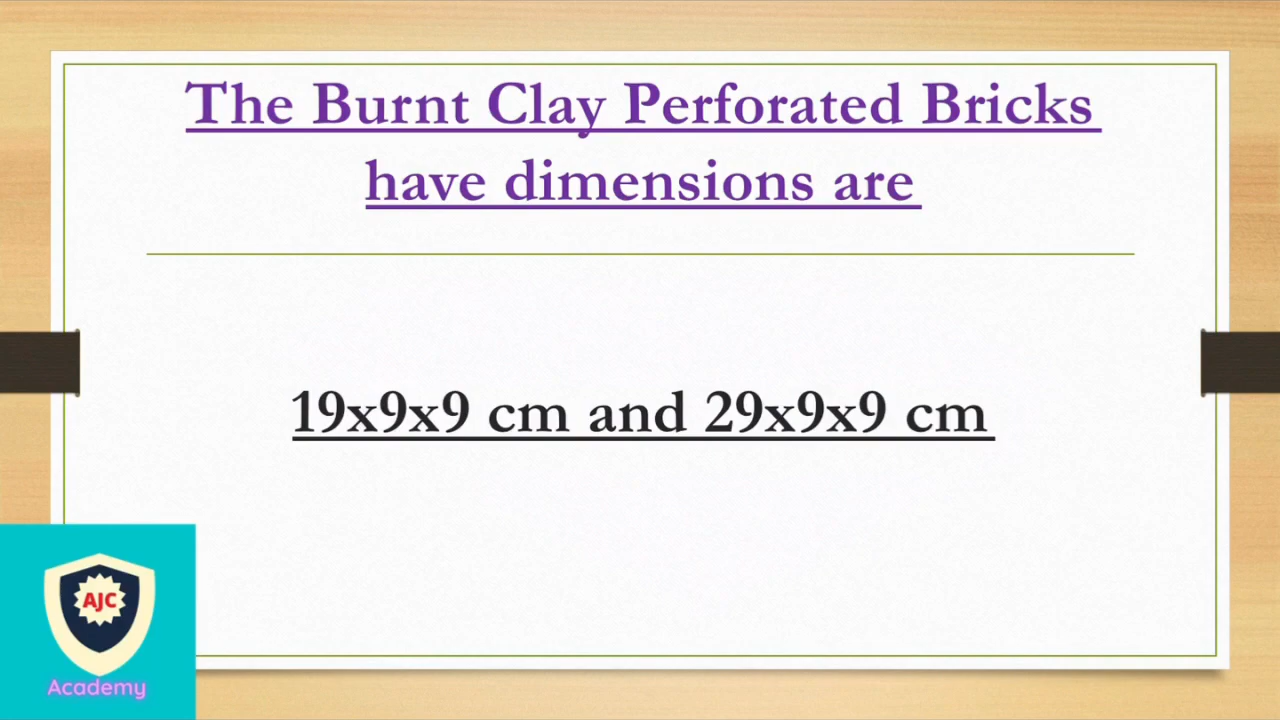 The Burnt Clay Perforated Bricks
have dimensions are
19x9x9 cm and 29x9x9 cm
AJC
Academy